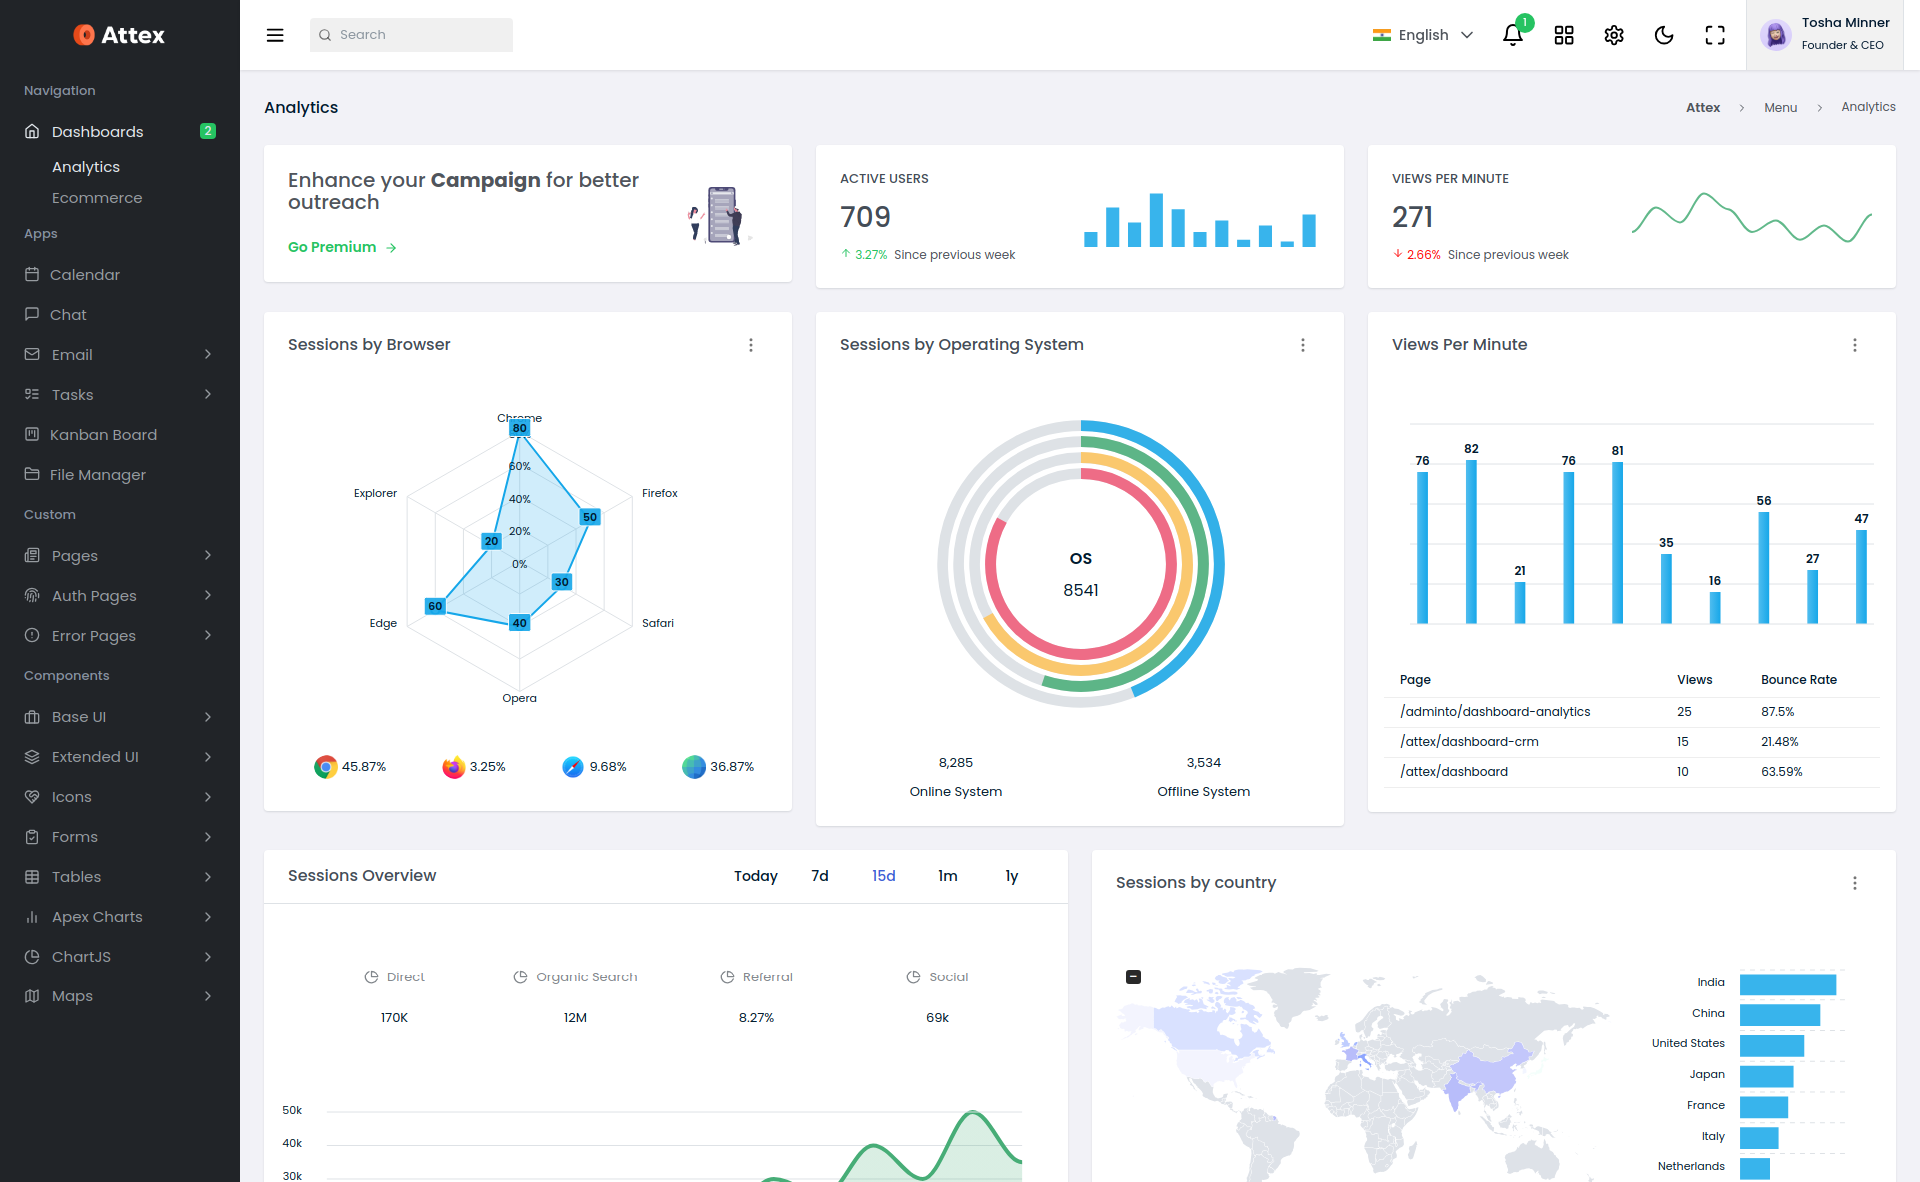 Attex
Search
English
1
Tosha Minner
Founder & CEO
Navigation
Dashboards
2
Analytics
Ecommerce
Apps
Calendar
Chat
Email
Tasks
Kanban Board
File Manager
Custom
Pages
Auth Pages
Error Pages
Components
Base UI
Extended UI
Icons
Forms
Tables
Apex Charts
ChartJS
Maps
Analytics
Attex
Menu
Analytics
Enhance your Campaign for better
outreach
Go Premium
ACTIVE USERS
709
3.27% Since previous week
VIEWS PER MINUTE
271
2.66% Since previous week
Sessions by Browser
Chrome
80
60%
Explorer
Firefox
40%
50
20%
20
0%
30
60
Edge
40
Safari
Opera
45.87%
3.25%
9.68%
36.87%
Sessions by Operating System
OS
8541
8,285
3,534
Online System
Offline System
Views Per Minute
76
82
21
76
81
35
16
56
27
47
Page Views Bounce Rate
/adminto/dashboard-analytics 25 87.5%
/attex/dashboard-crm 15 21.48%
/attex/dashboard 10 63.59%
Sessions Overview
Today
7d
15d
1m
1y
Direct
Organic Search
Referral
Social
170K
12M
8.27%
69k
50k
40k
30k
Sessions by country
India
China
United States
Japan
France
Italy
Netherlands